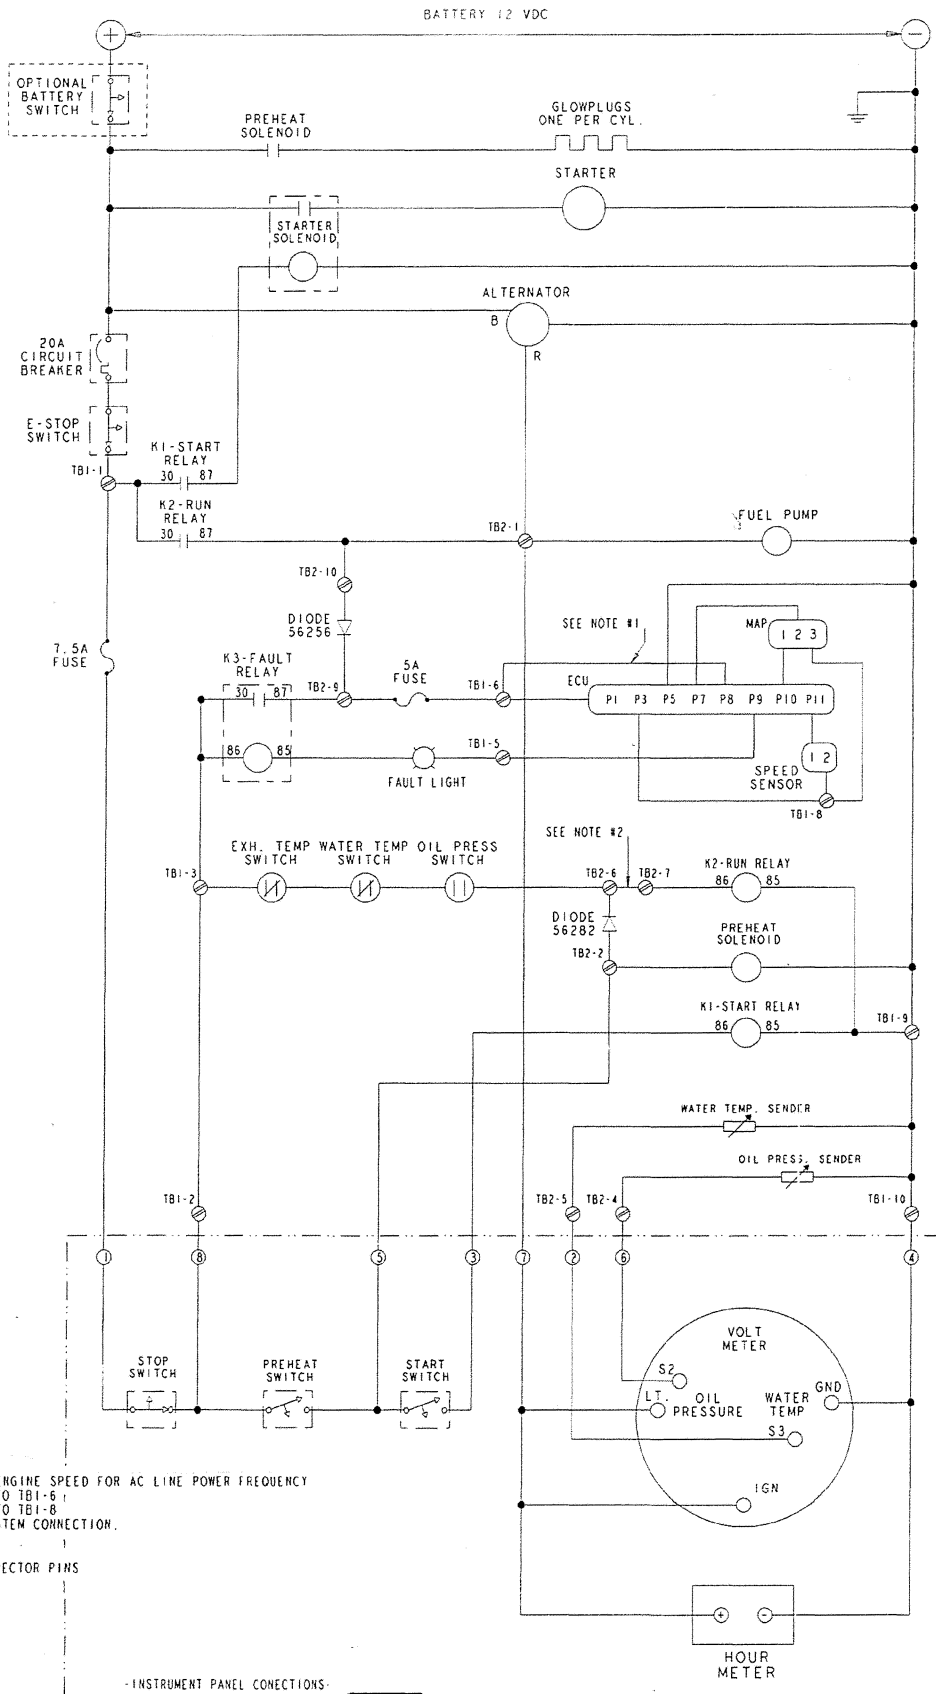 BATTERY 12 VDC
+
-
OPTIONAL
BATTERY
SWITCH
PREHEAT
SOLENOID
GLOWPLUGS
ONE PER CYL.
STARTER
STARTER
SOLENOID
ALTERNATOR
B
R
20A
CIRCUIT
BREAKER
E-STOP
SWITCH
TB1-1
K1-START
RELAY
30 87
K2-RUN
RELAY
30 87
TB2-1
FUEL PUMP
TB2-10
DIODE
56256
SEE NOTE #1
MAP
1 2 3
7.5A
FUSE
K3-FAULT
RELAY
30 87
TB2-9
5A
FUSE
TB1-6
ECU
P1 P3 P5 P7 P8 P9 P10 P11
86 85
FAULT LIGHT
TB1-5
1 2
SPEED
SENSOR
TB1-8
EXH. TEMP
SWITCH
WATER TEMP
SWITCH
OIL PRESS
SWITCH
SEE NOTE #2
TB1-3
TB2-6
TB2-7
K2-RUN RELAY
86 85
DIODE
56282
PREHEAT
SOLENOID
TB2-2
K1-START RELAY
86 85
TB1-9
WATER TEMP. SENDER
OIL PRESS. SENDER
TB1-2
TB2-5
TB2-4
TB1-10
1 8 5 3 7 2 6 4
STOP
SWITCH
PREHEAT
SWITCH
START
SWITCH
VOLT
METER
S2
LT.
OIL
PRESSURE
WATER
TEMP
GND
S3
IGN
NGINE SPEED FOR AC LINE POWER FREQUENCY
O TB1-6
O TB1-8
TEM CONNECTION.
ECTOR PINS
+ -
HOUR
METER
-INSTRUMENT PANEL CONECTIONS-